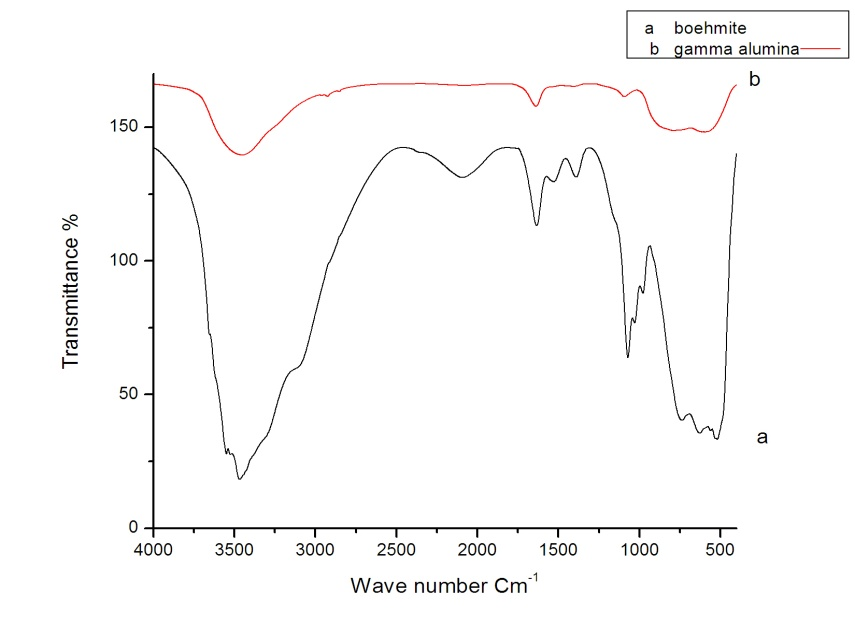 a boehmite
b gamma alumina
b
150
100
50
0
a
Transmittance %
4000 3500 3000 2500 2000 1500 1000 500
Wave number Cm-1